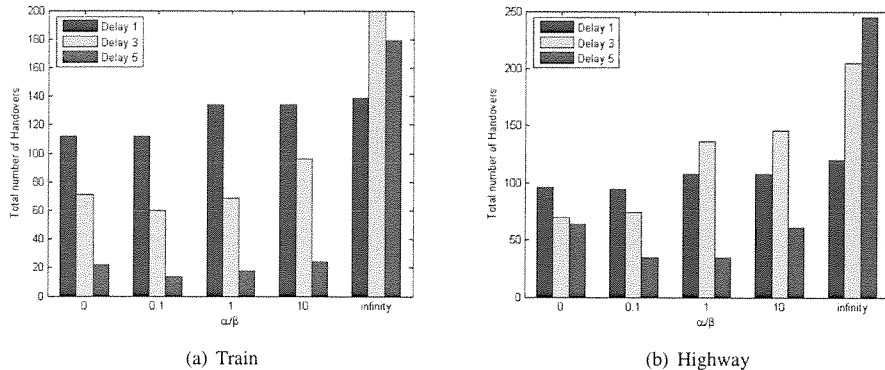 200
180
160
140
120
100
80
60
40
20
0
Total number of Handovers
Delay 1
Delay 3
Delay 5
0 0.1 1 10 infinity
α/β
(a) Train
250
200
150
100
50
0
Total number of Handovers
Delay 1
Delay 3
Delay 5
0 0.1 1 10 infinity
α/β
(b) Highway